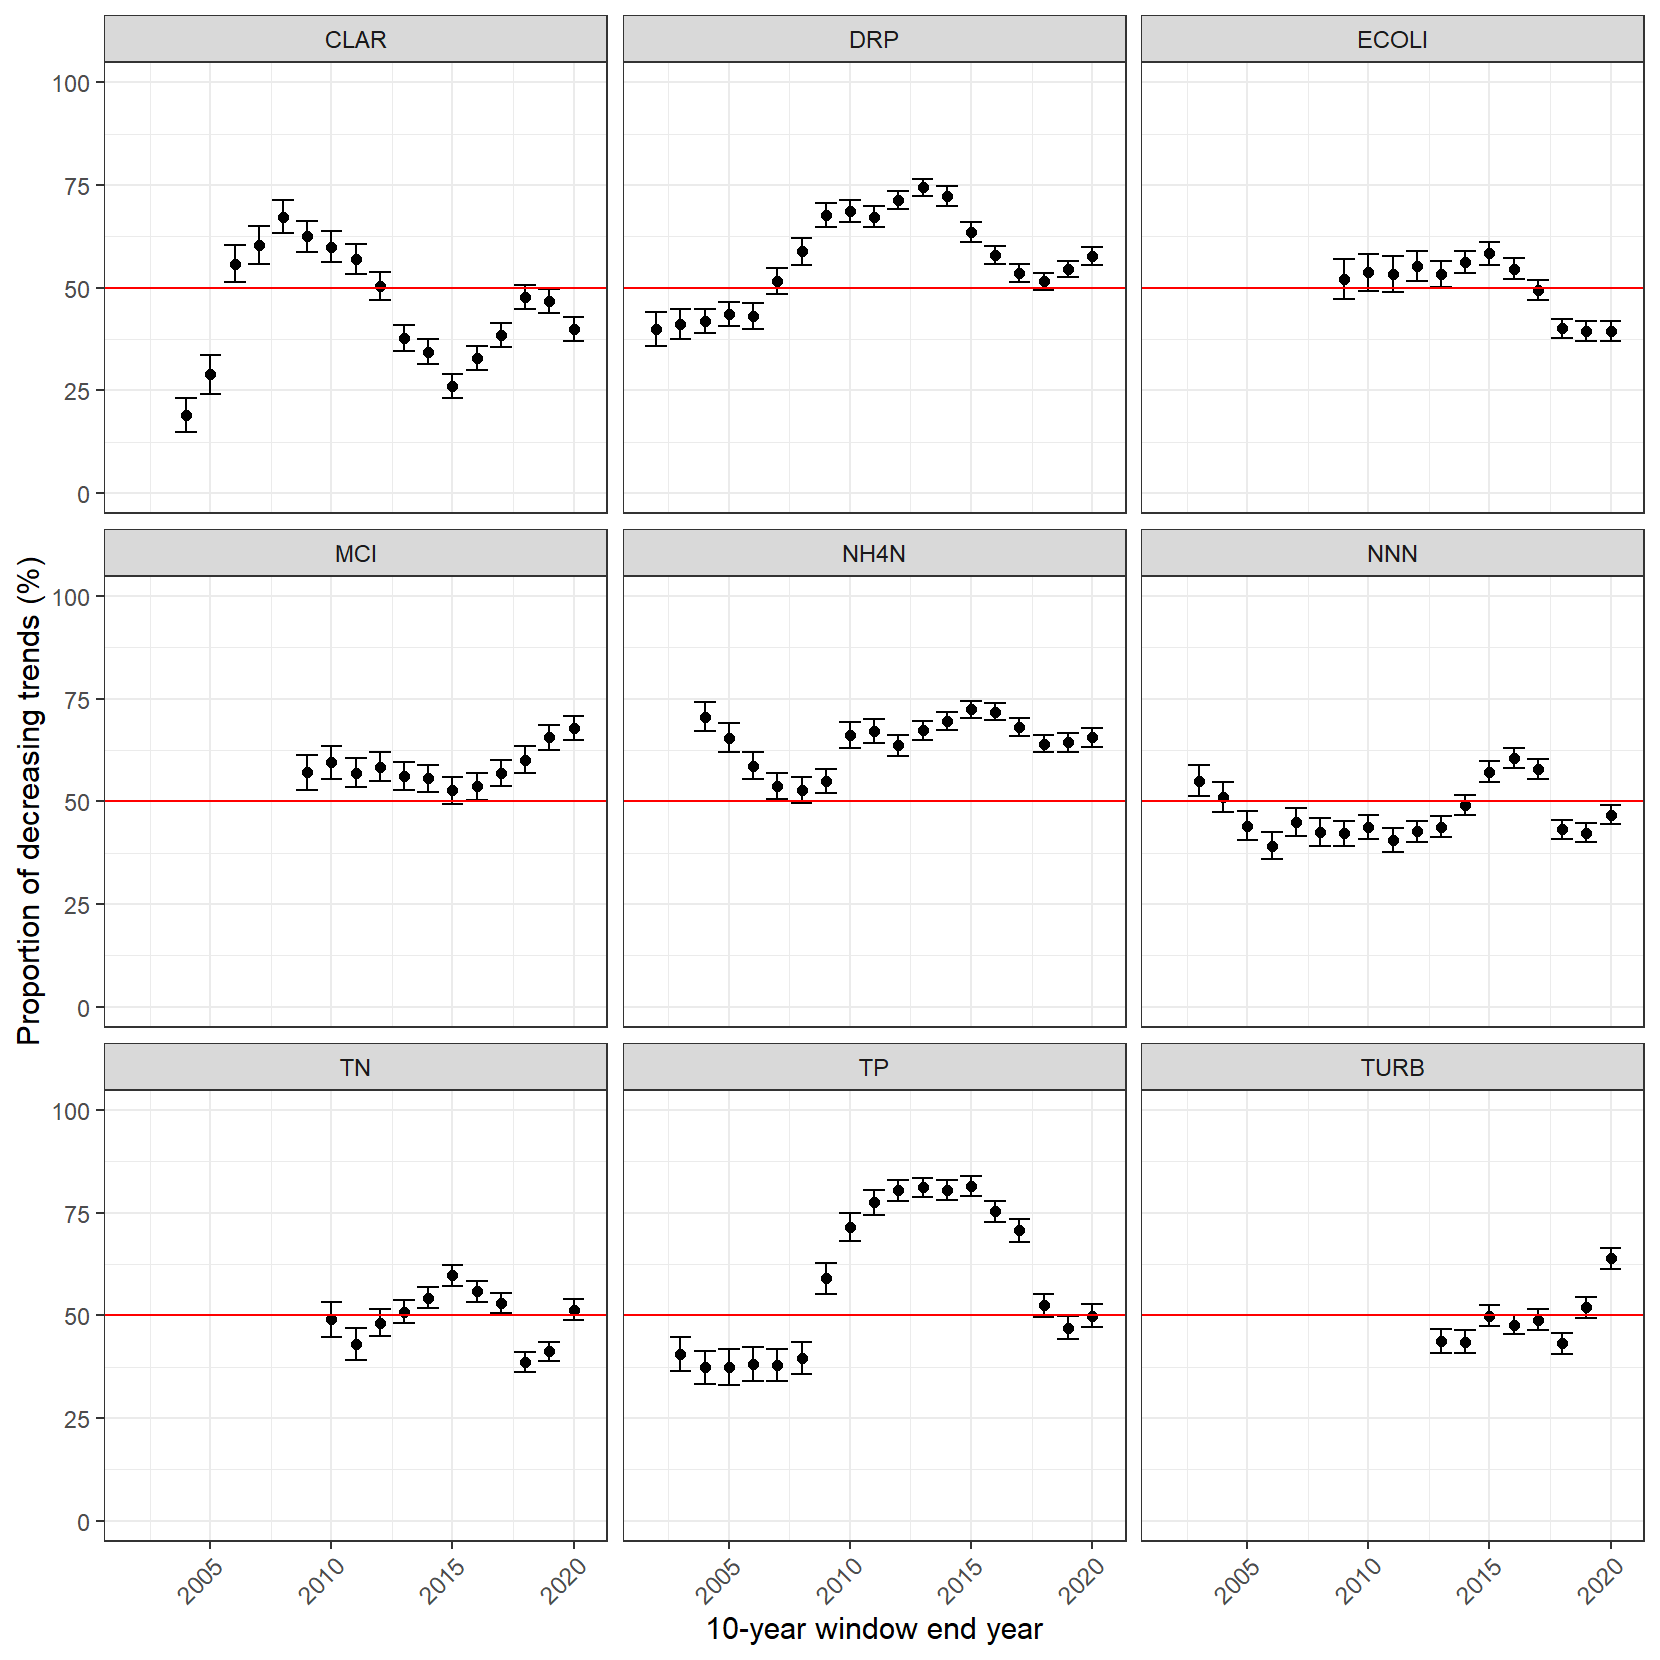 CLAR DRP ECOLI
100
75
50
25
0
MCI NH4N NNN
Proportion of decreasing trends (%)
100
75
50
25
0
TN TP TURB
100
75
50
25
0
2005 2010 2015 2020 2005 2010 2015 2020 2005 2010 2015 2020
10-year window end year